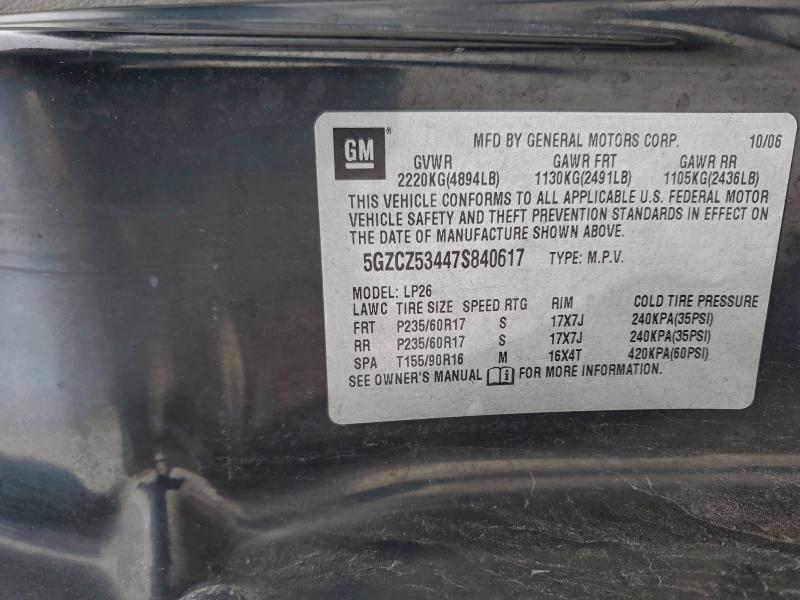 GM® MFD BY GENERAL MOTORS CORP. 10/06
GVWR GAWR FRT GAWR RR
2220KG(4894LB) 1130KG(2491LB) 1105KG(2436LB)
THIS VEHICLE CONFORMS TO ALL APPLICABLE U.S. FEDERAL MOTOR
VEHICLE SAFETY AND THEFT PREVENTION STANDARDS IN EFFECT ON
THE DATE OF MANUFACTURE SHOWN ABOVE.
5GZCZ53447S840617 TYPE: M.P.V.
MODEL: LP26
LAWC TIRE SIZE SPEED RTG RIM COLD TIRE PRESSURE
FRT P235/60R17 S 17X7J 240KPA(35PSI)
RR P235/60R17 S 17X7J 240KPA(35PSI)
SPA T155/90R16 M 16X4T 420KPA(60PSI)
SEE OWNER'S MANUAL FOR MORE INFORMATION.